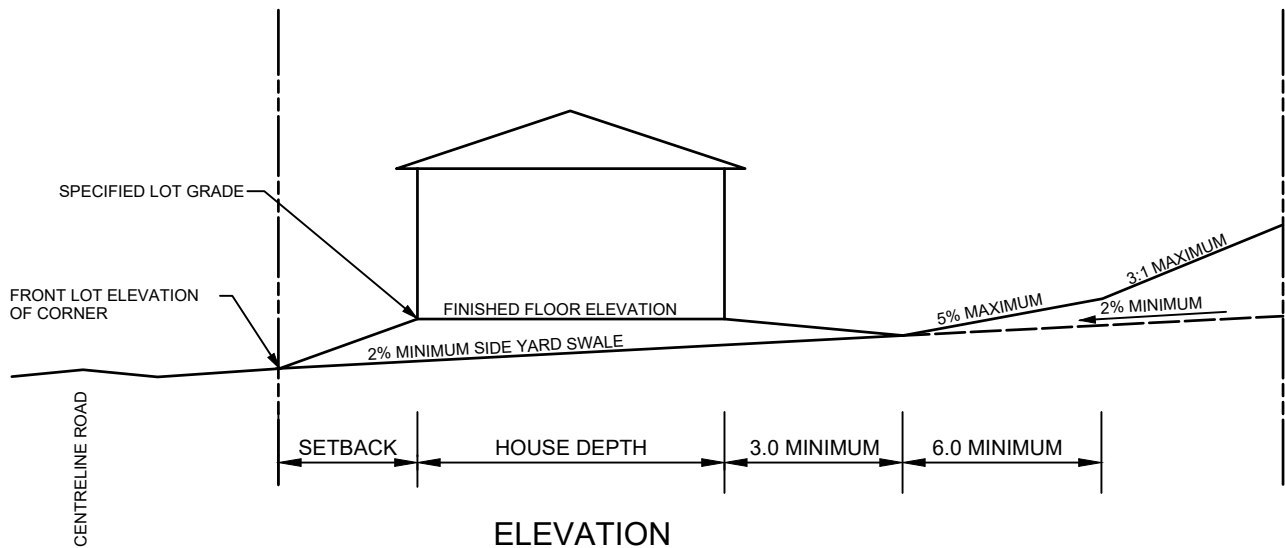 SPECIFIED LOT GRADE
3:1 MAXIMUM
FRONT LOT ELEVATION
OF CORNER
FINISHED FLOOR ELEVATION
5% MAXIMUM
2% MINIMUM
2% MINIMUM SIDE YARD SWALE
CENTRELINE ROAD
SETBACK
HOUSE DEPTH
3.0 MINIMUM
6.0 MINIMUM
ELEVATION